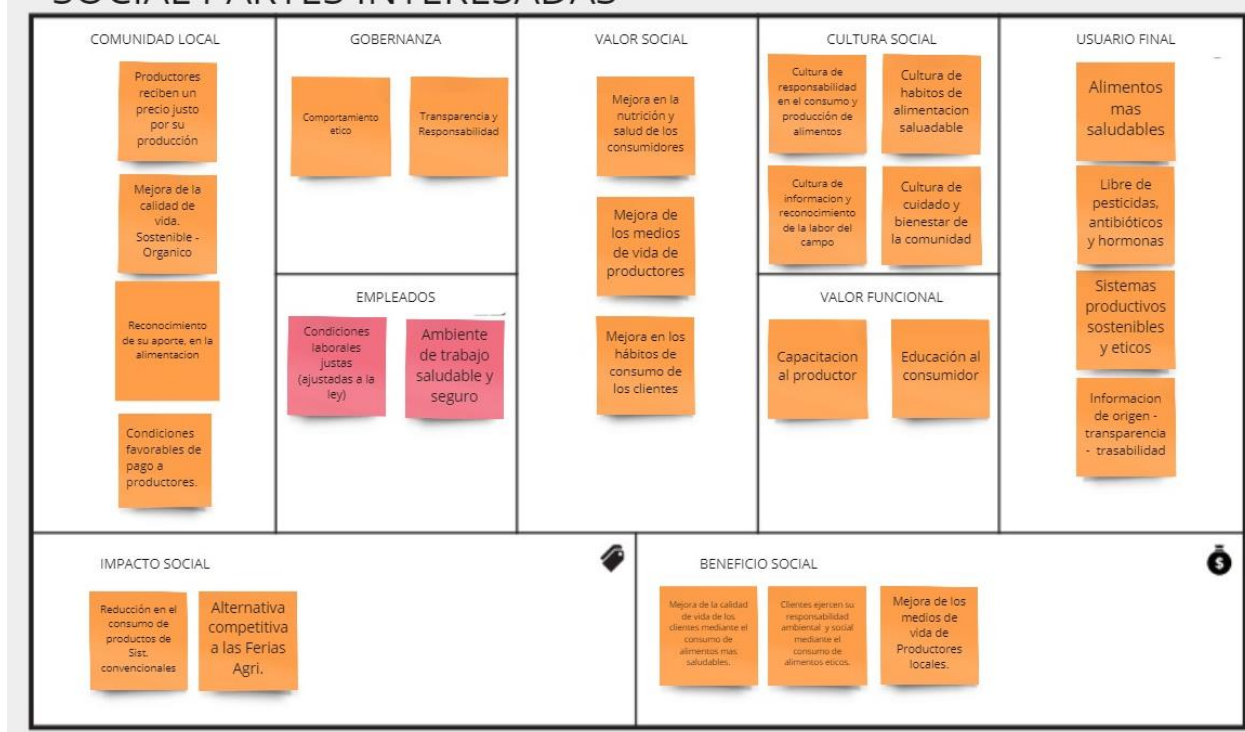 SOCIAL PARTES INTERESADAS
COMUNIDAD LOCAL
Productores
reciben un
precio justo
por su
producción
Mejora de la
calidad de
vida.
Sostenible -
Organico
Reconocimiento
de su aporte, en la
alimentacion
Condiciones
favorables de
pago a
productores.
GOBERNANZA
Comportamiento
etico
Transparencia y
Responsabilidad
EMPLEADOS
Condiciones
laborales
justas
(ajustadas a la
ley)
Ambiente
de trabajo
saludable y
seguro
VALOR SOCIAL
Mejora en la
nutrición y
salud de los
consumidores
Mejora de
los medios
de vida de
productores
Mejora en los
hábitos de
consumo de
los clientes
CULTURA SOCIAL
Cultura de
responsabilidad
en el consumo y
producción de
alimentos
Cultura de
habitos de
alimentacion
saluadable
Cultura de
informacion y
reconocimiento
de la labor del
campo
Cultura de
cuidado y
bienestar de
la comunidad
VALOR FUNCIONAL
Capacitacion
al productor
Educación al
consumidor
USUARIO FINAL
Alimentos
mas
saludables
Libre de
pesticidas,
antibióticos
y hormonas
Sistemas
productivos
sostenibles
y eticos
Informacion
de origen -
transparencia
- trasabilidad
IMPACTO SOCIAL
Reducción en el
consumo de
productos de
Sist.
convencionales
Alternativa
competitiva
a las Ferias
Agri.
BENEFICIO SOCIAL
Mejora de la calidad
de vida de los
clientes mediante el
consumo de
alimentos mas
saludables.
Clientes ejercen su
responsabilidad
ambiental y social
mediante el
consumo de
alimentos eticos.
Mejora de los
medios de
vida de
Productores
locales.
$